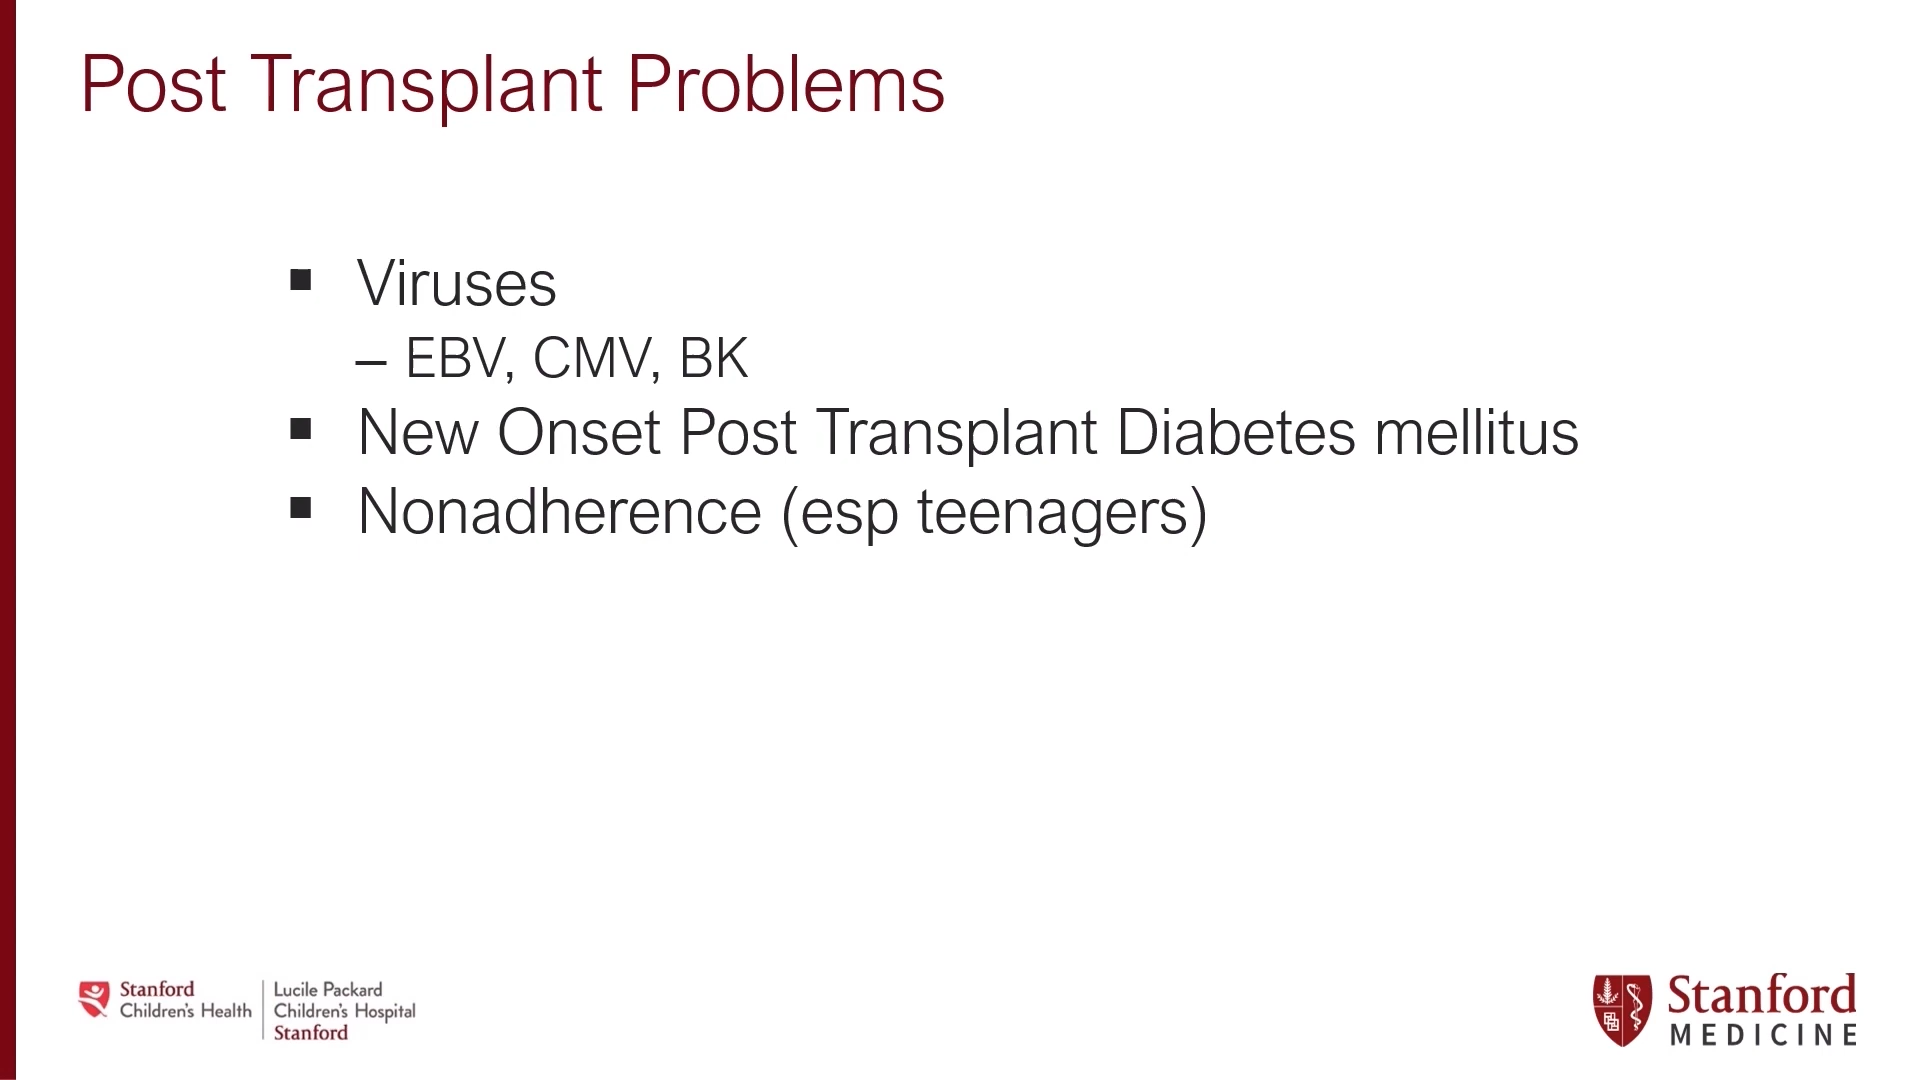 Post Transplant Problems
▪ Viruses
– EBV, CMV, BK
▪ New Onset Post Transplant Diabetes mellitus
▪ Nonadherence (esp teenagers)
Stanford
Children's Health
Lucile Packard
Children's Hospital
Stanford
Stanford
MEDICINE